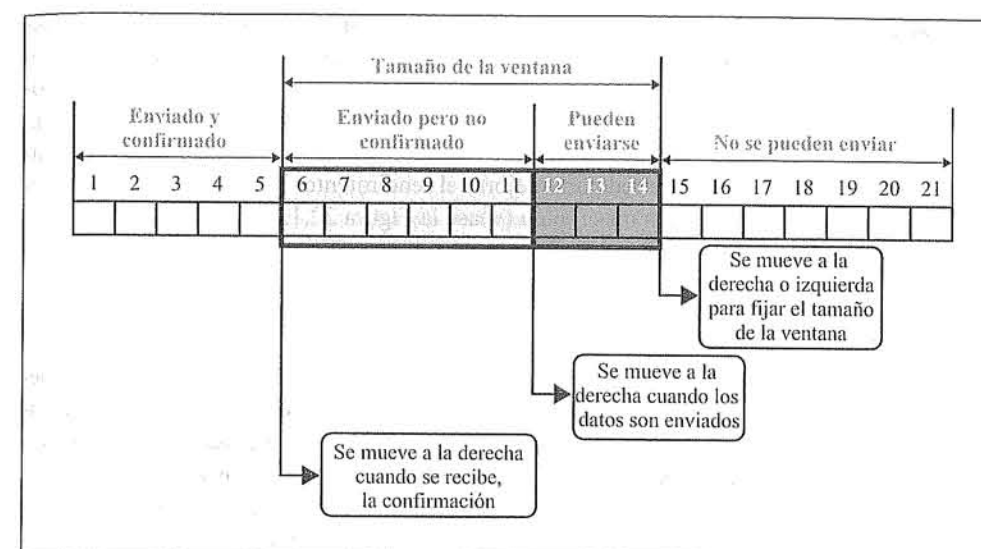 Tamaño de la ventana
Enviado y
confirmado
Enviado pero no
confirmado
Pueden
enviarse
No se pueden enviar
1 2 3 4 5 6 7 8 9 10 11 12 13 14 15 16 17 18 19 20 21
Se mueve a la
derecha o izquierda
para fijar el tamaño
de la ventana
Se mueve a la
derecha cuando los
datos son enviados
Se mueve a la derecha
cuando se recibe,
la confirmación